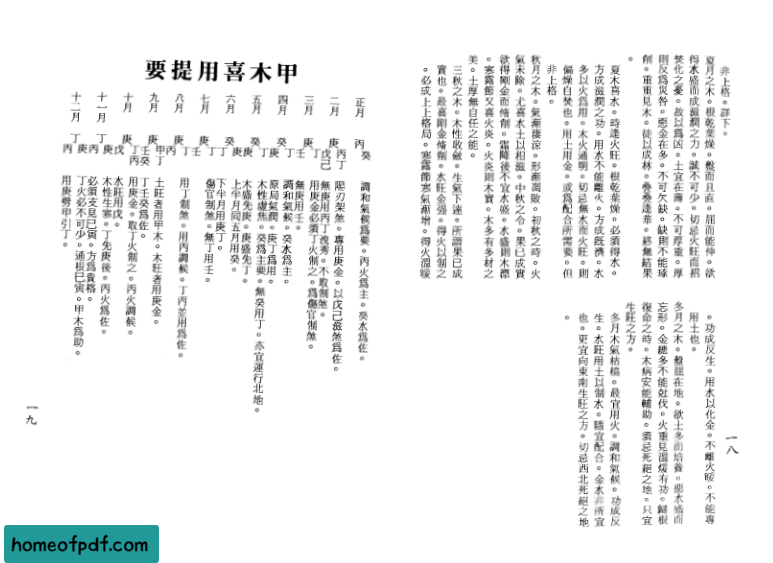 非上格。詳下。
夏月之木。根乾葉燥。盤而且直。屈而能伸。欲
得水盛而成滋潤之力。誠不可少。切忌火旺而招
焚化之憂。故以爲凶。土宜在薄。不可厚重。厚
則反爲災咎。惡金在多。不可欠缺。缺則不能琢
削。重重見木。徒以成林。疊疊逢華。終無結果
。
夏木喜水。時逢火旺。根乾葉燥。必須得水。
方成滋潤之功。用水不能離火。方成既濟。水
多以火爲用。木火通明。切忌無水而火旺。則
偏燥自焚也。用土用金。或爲配合所需要。但
非上格。
秋月之木。氣漸凄涼。形漸凋敗。初秋之時。火
氣未除。尤喜水土以相滋。中秋之令。果已成實
欲得剛金而脩削。霜降後不宜水盛。水盛則木漂
。寒露節又喜火炎。火炎則木實。木多有多材之
美。土厚無自任之能。
三秋之木。木性收斂。生氣下達。所謂果已成
實也。最喜剛金脩削。水旺金强。得火以制之
。必成上上格局。寒露節寒氣漸增。得火溫暖
。功成反生。用水以化金。不離火暖。不能專
用土也。
冬月之木。盤屈在地。欲土多而培養。惡水盛而
忘形。金總多不能尅伐。火重見溫煖有功。歸根
復命之時。木病安能輔助。須忌死絕之地。只宜
生旺之方。
冬月木氣枯槁。最宜用火。調和氣候。功成反
生。水旺用土以制水。隨宜配合。金水非所宜
也。更宜向東南生旺之方。切忌西北死絕之地
。
一八
甲木喜用提要
正月 丙 癸 調和氣候爲要。丙火爲主。癸水爲佐。
二月 庚 丙丁戊己 陽刃架煞。專用庚金。以戊己滋煞爲佐。
無庚用丙丁洩秀。不取制煞。
三月 庚 丁壬 用庚金必須丁火制之。爲傷官制煞。
無庚用壬。
四月 癸 丁庚 調和氣候。癸水爲主。
原局氣潤。庚丁爲用。
五月 癸 丁庚 木性虛焦。癸爲主要。無癸用丁。亦宜運行北地。
木盛先庚。庚盛先丁。
六月 癸 丁庚 上半月同五月用癸。
下半月用庚丁。
七月 庚 丁壬 傷官制煞。無丁用壬。
八月 庚 丁丙 用丁制煞。用丙調候。丁丙並用爲佐。
九月 庚 甲丁壬癸 土旺者用甲木。木旺者用庚金。
丁壬癸爲佐。
十月 庚 丁丙戊 用庚金。取丁火制之。丙火調候。
水旺用戊。
十一月 丁 庚丙 木性生寒。丁先庚後。丙火爲佐。
必須支見巳寅。方爲貴格。
十二月 丁 庚丙 丁火必不可少。通根巳寅。甲木爲助。
用庚劈甲引丁。
一九
homeofpdf.com